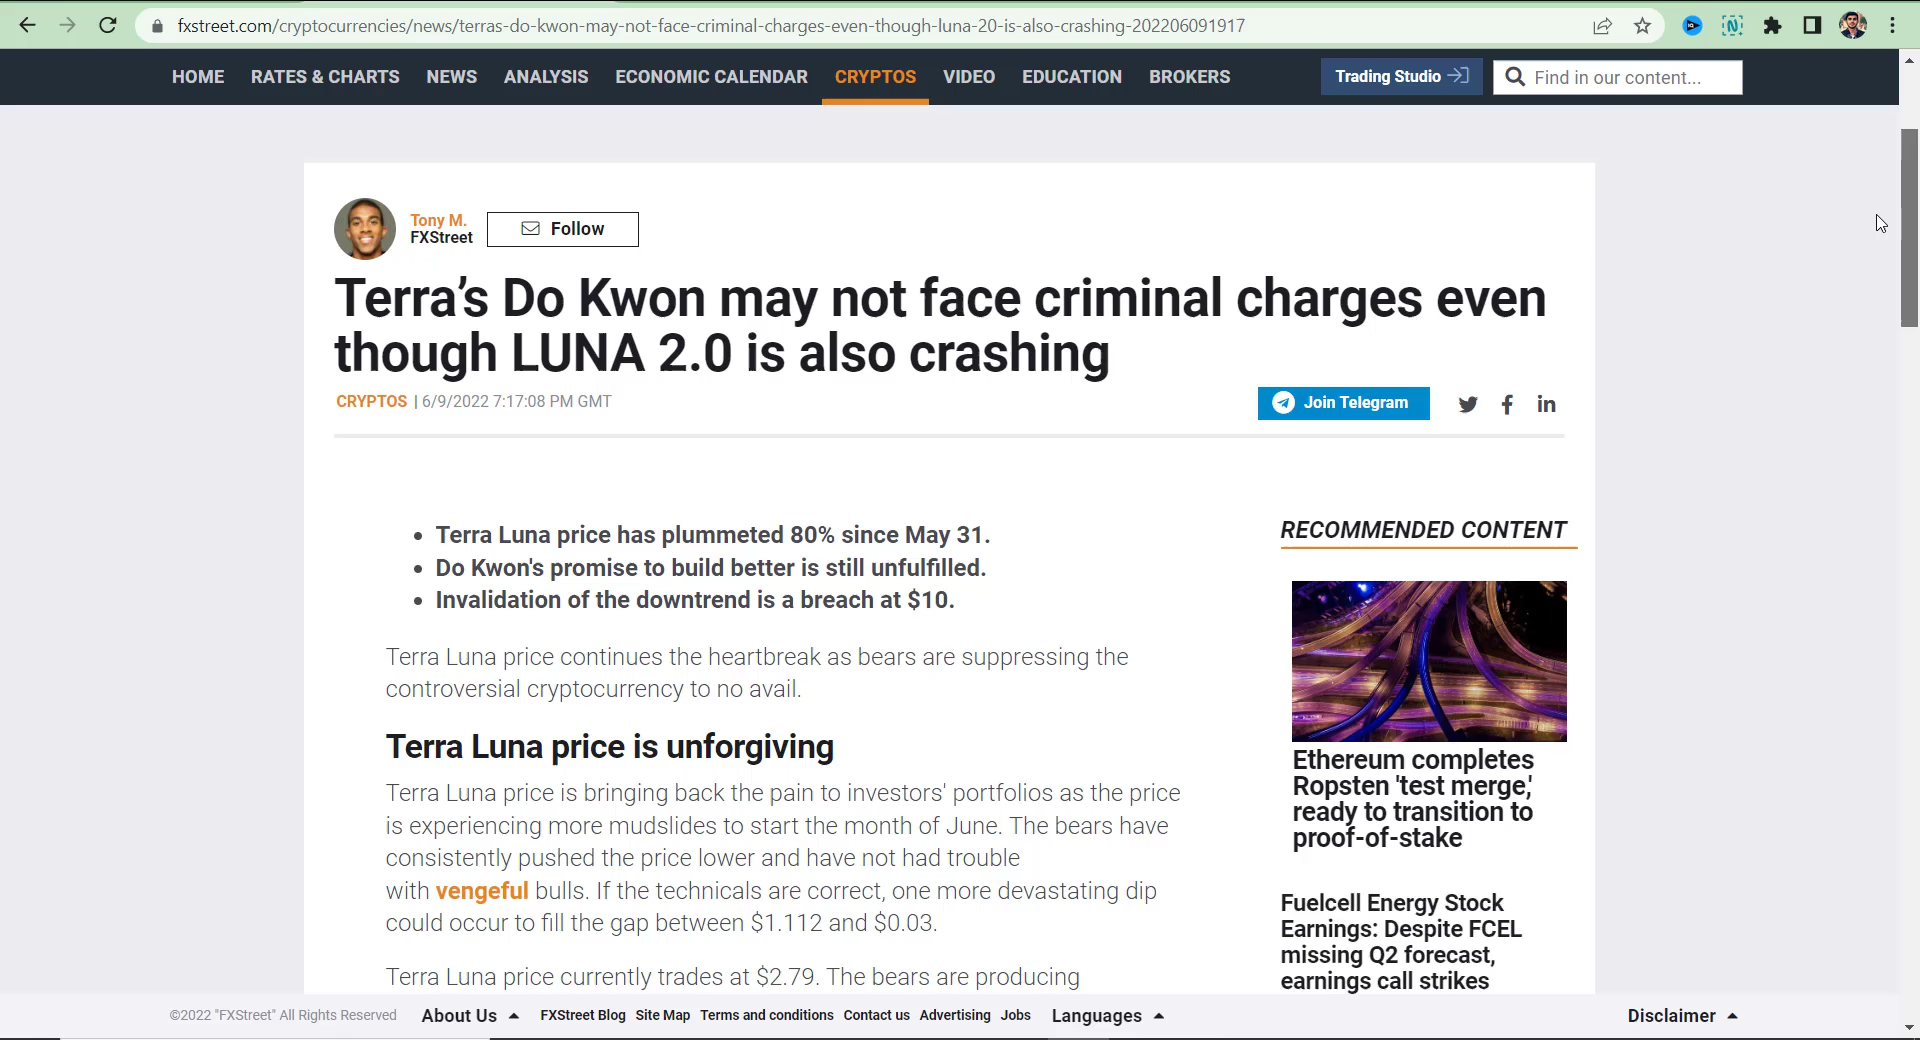 fxstreet.com/cryptocurrencies/news/terras-do-kwon-may-not-face-criminal-charges-even-though-luna-20-is-also-crashing-202206091917
HOME RATES & CHARTS NEWS ANALYSIS ECONOMIC CALENDAR CRYPTOS VIDEO EDUCATION BROKERS Trading Studio Find in our content...
Tony M.
FXStreet
Follow
Terra’s Do Kwon may not face criminal charges even
though LUNA 2.0 is also crashing
CRYPTOS | 6/9/2022 7:17:08 PM GMT
Join Telegram
• Terra Luna price has plummeted 80% since May 31.
• Do Kwon's promise to build better is still unfulfilled.
• Invalidation of the downtrend is a breach at $10.
Terra Luna price continues the heartbreak as bears are suppressing the
controversial cryptocurrency to no avail.
Terra Luna price is unforgiving
Terra Luna price is bringing back the pain to investors' portfolios as the price
is experiencing more mudslides to start the month of June. The bears have
consistently pushed the price lower and have not had trouble
with vengeful bulls. If the technicals are correct, one more devastating dip
could occur to fill the gap between $1.112 and $0.03.
Terra Luna price currently trades at $2.79. The bears are producing
RECOMMENDED CONTENT
Ethereum completes
Ropsten 'test merge,'
ready to transition to
proof-of-stake
Fuelcell Energy Stock
Earnings: Despite FCEL
missing Q2 forecast,
earnings call strikes
©2022 "FXStreet" All Rights Reserved About Us FXStreet Blog Site Map Terms and conditions Contact us Advertising Jobs Languages Disclaimer